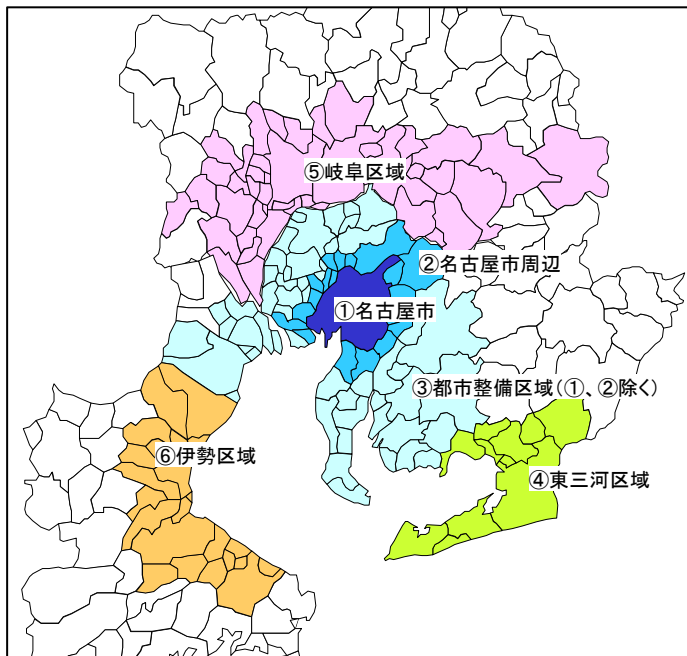 ⑤岐阜区域
②名古屋市周辺
①名古屋市
③都市整備区域(①、②除く)
⑥伊勢区域
④東三河区域